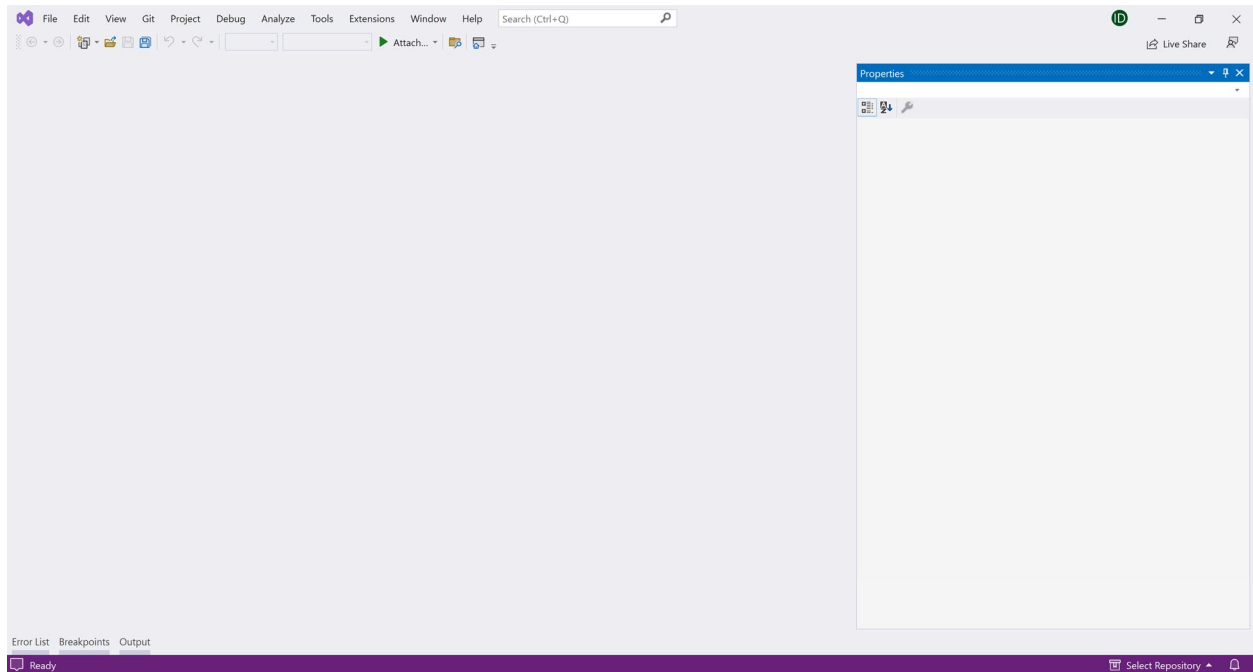 File Edit View Git Project Debug Analyze Tools Extensions Window Help Search (Ctrl+Q) ID
Attach... Live Share
Properties
Error List Breakpoints Output
Ready Select Repository